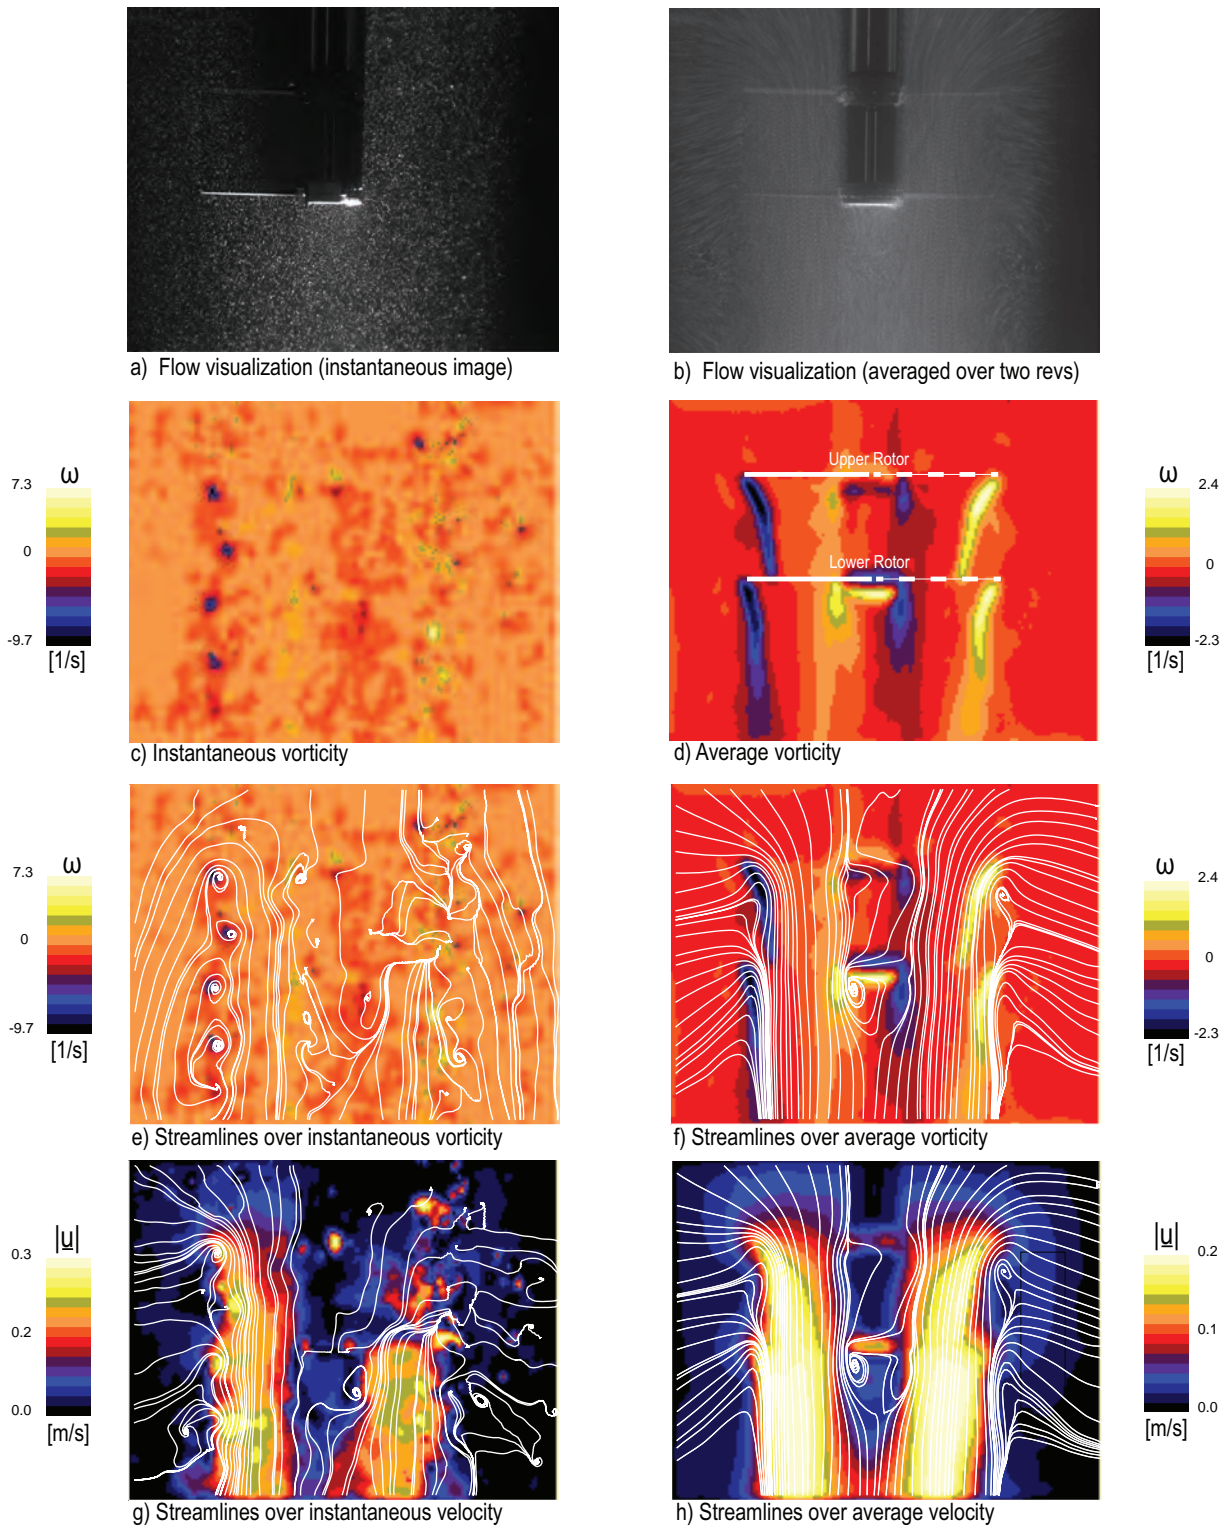 a) Flow visualization (instantaneous image)
b) Flow visualization (averaged over two revs)
ω
7.3
0
-9.7
[1/s]
Upper Rotor
Lower Rotor
ω
2.4
0
-2.3
[1/s]
c) Instantaneous vorticity
d) Average vorticity
ω
7.3
0
-9.7
[1/s]
ω
2.4
0
-2.3
[1/s]
e) Streamlines over instantaneous vorticity
f) Streamlines over average vorticity
|u|
0.3
0.2
0.0
[m/s]
|u|
0.2
0.1
0.0
[m/s]
g) Streamlines over instantaneous velocity
h) Streamlines over average velocity